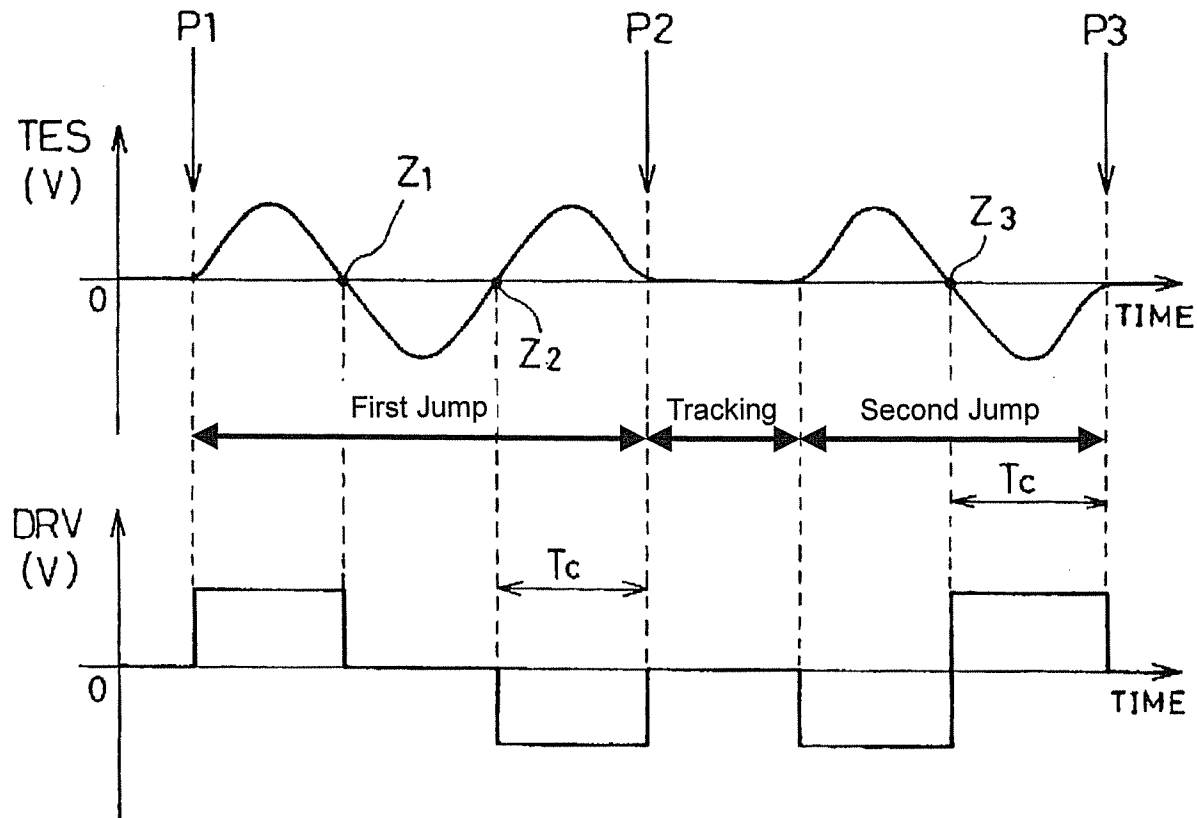 P1 P2 P3
TES
(V)
Z1
Z3
0
TIME
Z2
First Jump Tracking Second Jump
Tc
DRV
(V)
Tc
0
TIME